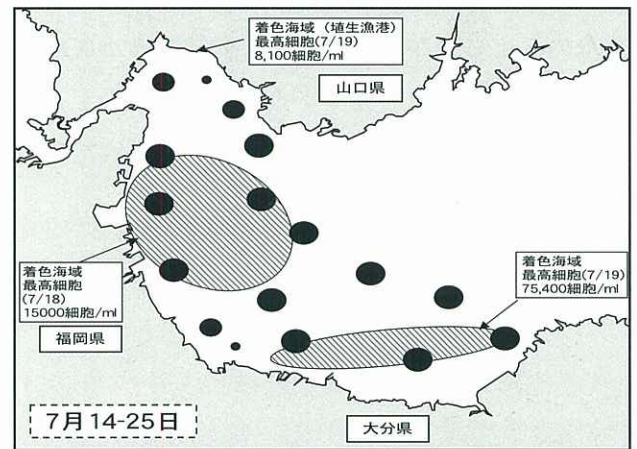 着色海域（埴生漁港）
最高細胞(7/19)
8,100細胞/ml
山口県
着色海域
最高細胞(7/19)
75,400細胞/ml
着色海域
最高細胞
(7/18)
15000細胞/ml
福岡県
大分県
7月14-25日